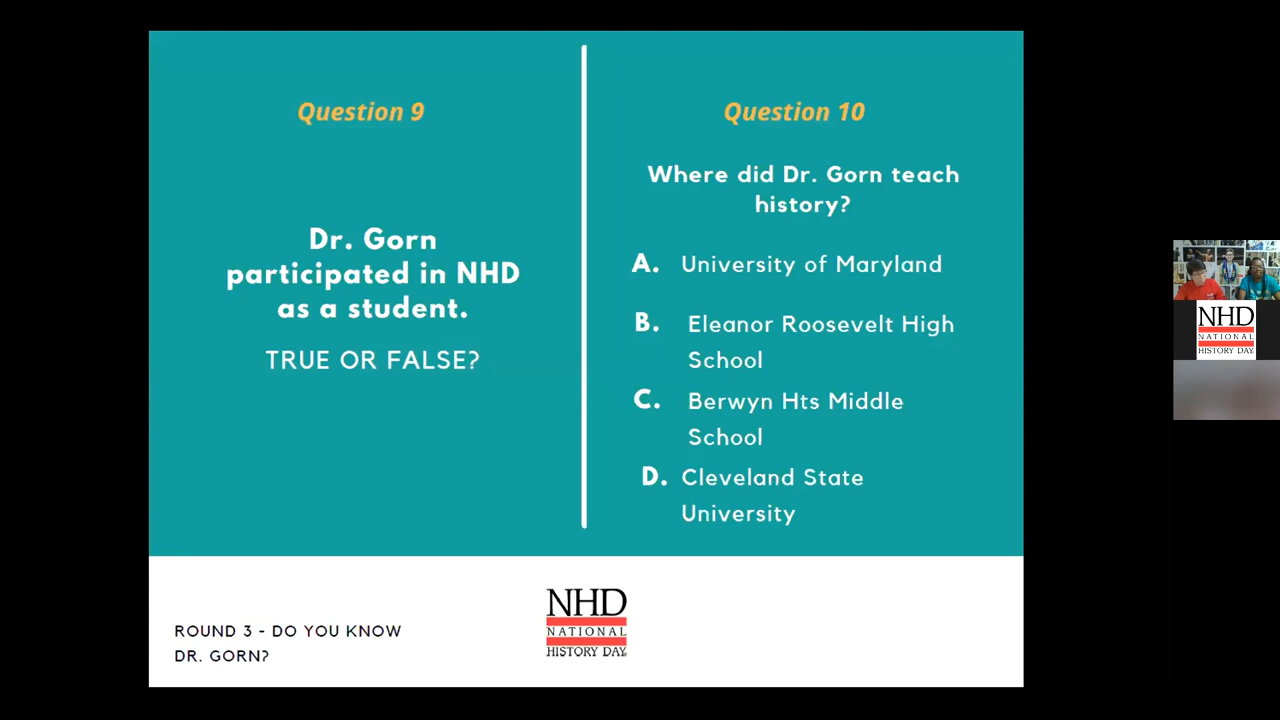 Question 9
Dr. Gorn
participated in NHD
as a student.
TRUE OR FALSE?
Question 10
Where did Dr. Gorn teach
history?
A. University of Maryland
B. Eleanor Roosevelt High
School
C. Berwyn Hts Middle
School
D. Cleveland State
University
ROUND 3 - DO YOU KNOW
DR. GORN?
NHD
NATIONAL
HISTORY DAY
NHD
NATIONAL
HISTORY DAY